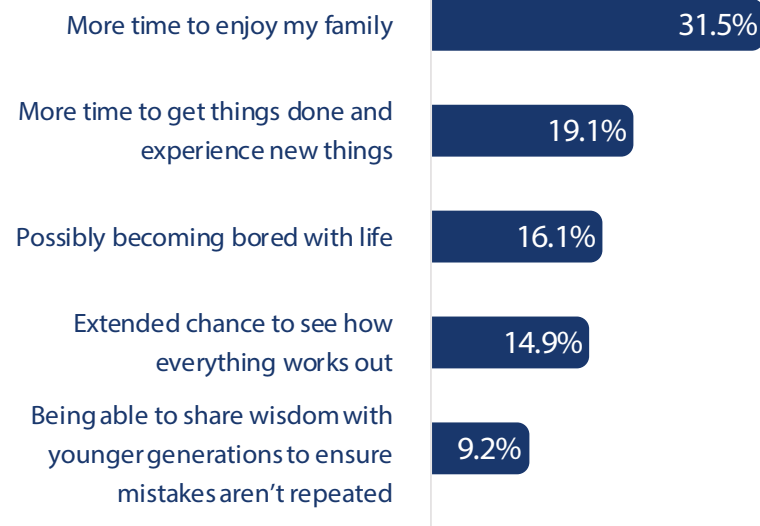 More time to enjoy my family
31.5%
More time to get things done and
experience new things
19.1%
Possibly becoming bored with life
16.1%
Extended chance to see how
everything works out
14.9%
Being able to share wisdom with
younger generations to ensure
mistakes aren’t repeated
9.2%